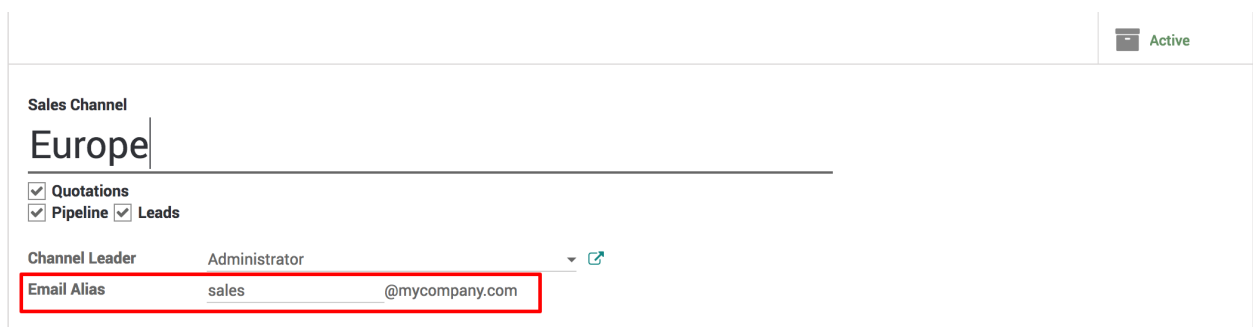 Active
Sales Channel
Europe
Quotations
Pipeline Leads
Channel Leader Administrator
Email Alias sales @mycompany.com